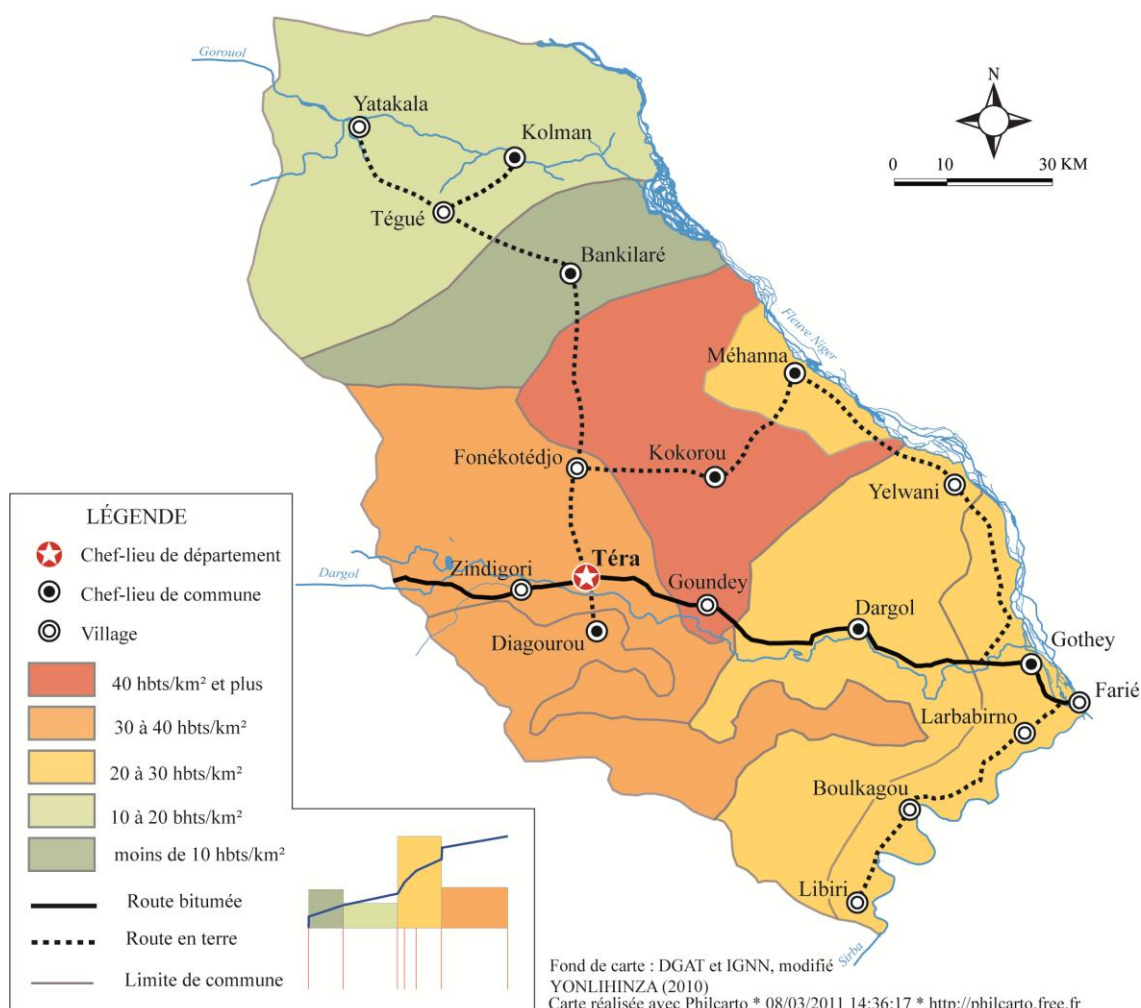 Gorouol
Yatakala
Kolman
N
0 10 30 KM
Tégué
Bankilaré
Fleuve Niger
Méhanna
Fonékotédjo
Kokorou
Yelwani
LÉGENDE
Chef-lieu de département
Chef-lieu de commune
Village
40 hbts/km² et plus
30 à 40 hbts/km²
20 à 30 hbts/km²
10 à 20 bhts/km²
moins de 10 hbts/km²
Route bitumée
Route en terre
Limite de commune
Dargol
Zindigori
Téra
Goundey
Diagourou
Dargol
Gothey
Farié
Larbabirno
Boulkagou
Libiri
Sirba
Fond de carte : DGAT et IGNN, modifié
YONLIHINZA (2010)
Carte réalisée avec Philcarto * 08/03/2011 14:36:17 * http://philcarto.free.fr